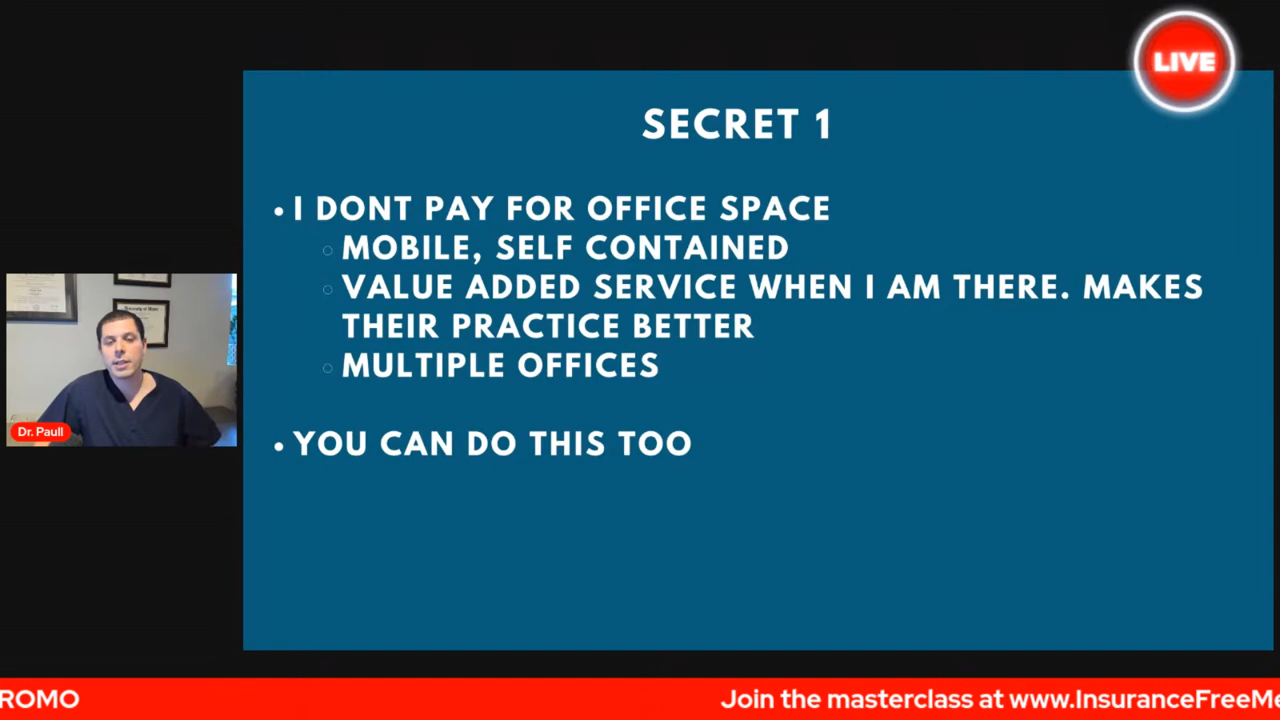 LIVE
SECRET 1
• I DONT PAY FOR OFFICE SPACE
○ MOBILE, SELF CONTAINED
○ VALUE ADDED SERVICE WHEN I AM THERE. MAKES
THEIR PRACTICE BETTER
○ MULTIPLE OFFICES
• YOU CAN DO THIS TOO
Dr. Paull
ROMO
Join the masterclass at www.InsuranceFreeMe